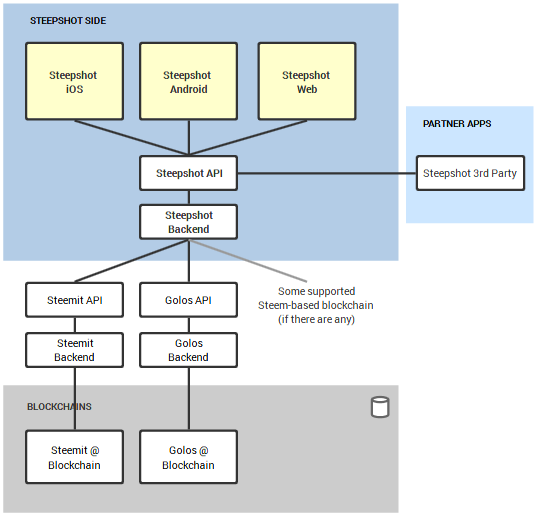 STEEPSHOT SIDE
Steepshot
iOS
Steepshot
Android
Steepshot
Web
PARTNER APPS
Steepshot API
Steepshot 3rd Party
Steepshot
Backend
Steemit API
Golos API
Some supported
Steem-based blockchain
(if there are any)
Steemit
Backend
Golos
Backend
BLOCKCHAINS
Steemit @
Blockchain
Golos @
Blockchain